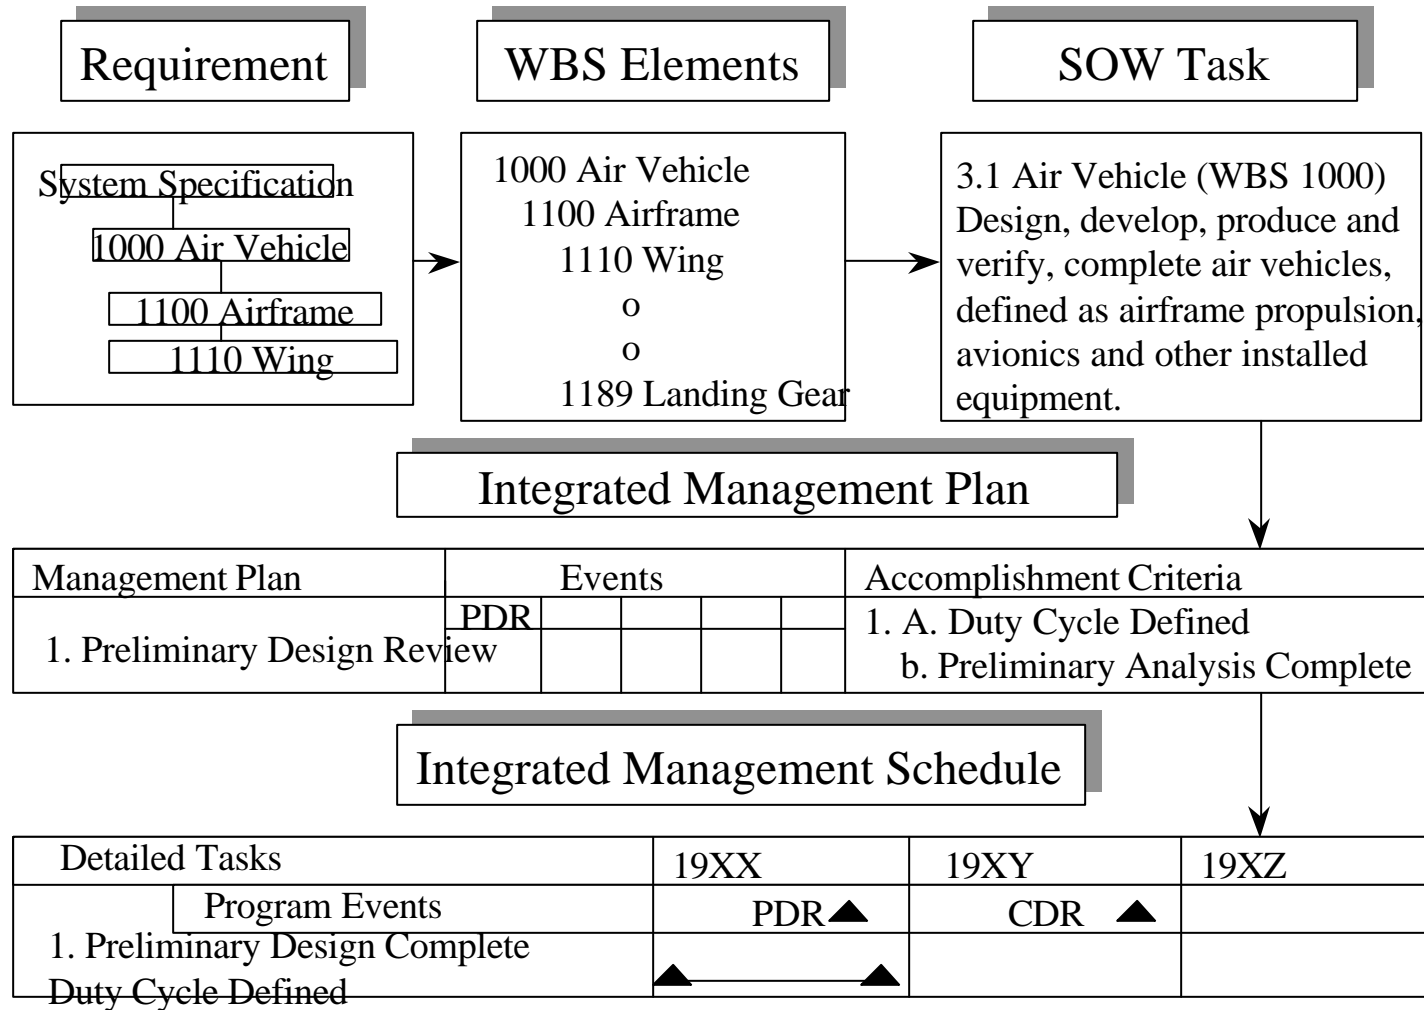 Requirement
WBS Elements
SOW Task
System Specification
1000 Air Vehicle
1100 Airframe
1110 Wing
1000 Air Vehicle
1100 Airframe
1110 Wing
o
o
1189 Landing Gear
3.1 Air Vehicle (WBS 1000)
Design, develop, produce and
verify, complete air vehicles,
defined as airframe propulsion,
avionics and other installed
equipment.
Integrated Management Plan
Management Plan
Events
Accomplishment Criteria
PDR
1. Preliminary Design Review
1. A. Duty Cycle Defined
b. Preliminary Analysis Complete
Integrated Management Schedule
Detailed Tasks
19XX
19XY
19XZ
Program Events
PDR
CDR
1. Preliminary Design Complete
Duty Cycle Defined